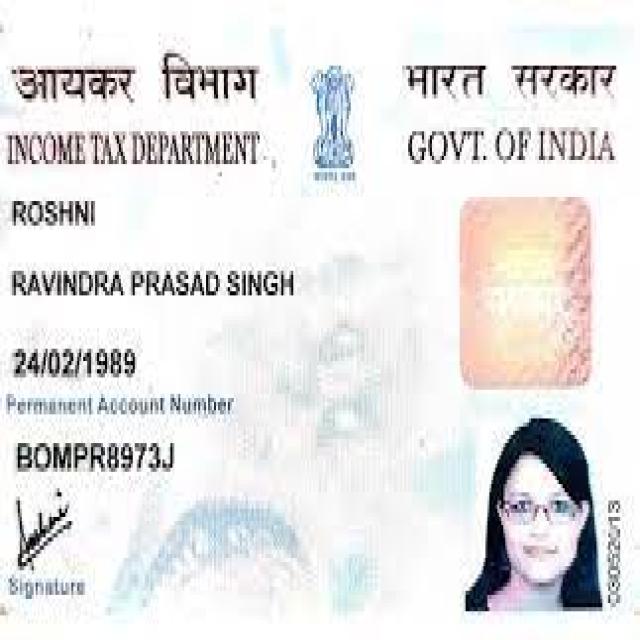 आयकर विभाग
भारत सरकार
INCOME TAX DEPARTMENT
GOVT. OF INDIA
ROSHNI
RAVINDRA PRASAD SINGH
24/02/1989
Permanent Account Number
BOMPR8973J
Signature
03052013